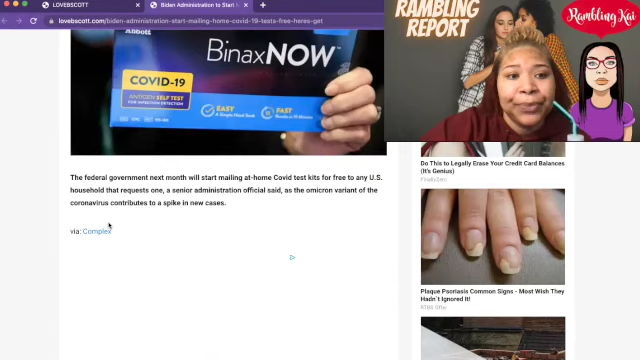 LOVEBSCOTT
Biden Administration to Start
lovebscott.com/biden-administration-start-mailing-home-covid-19-tests-free-heres-get
RAMBLING
REPORT
Rambling Kai
Abbott
BinaxNOW™
COVID-19
ANTIGEN SELF TEST
FOR INFECTION DETECTION
EASY
FAST
Results in 15 Minutes
The federal government next month will start mailing at-home Covid test kits for free to any U.S.
household that requests one, a senior administration official said, as the omicron variant of the
coronavirus contributes to a spike in new cases.
via: Complex
Do This to Legally Erase Your Credit Card Balances
(It's Genius)
FinallyZero
Plaque Psoriasis Common Signs - Most Wish They
Hadn't Ignored It!